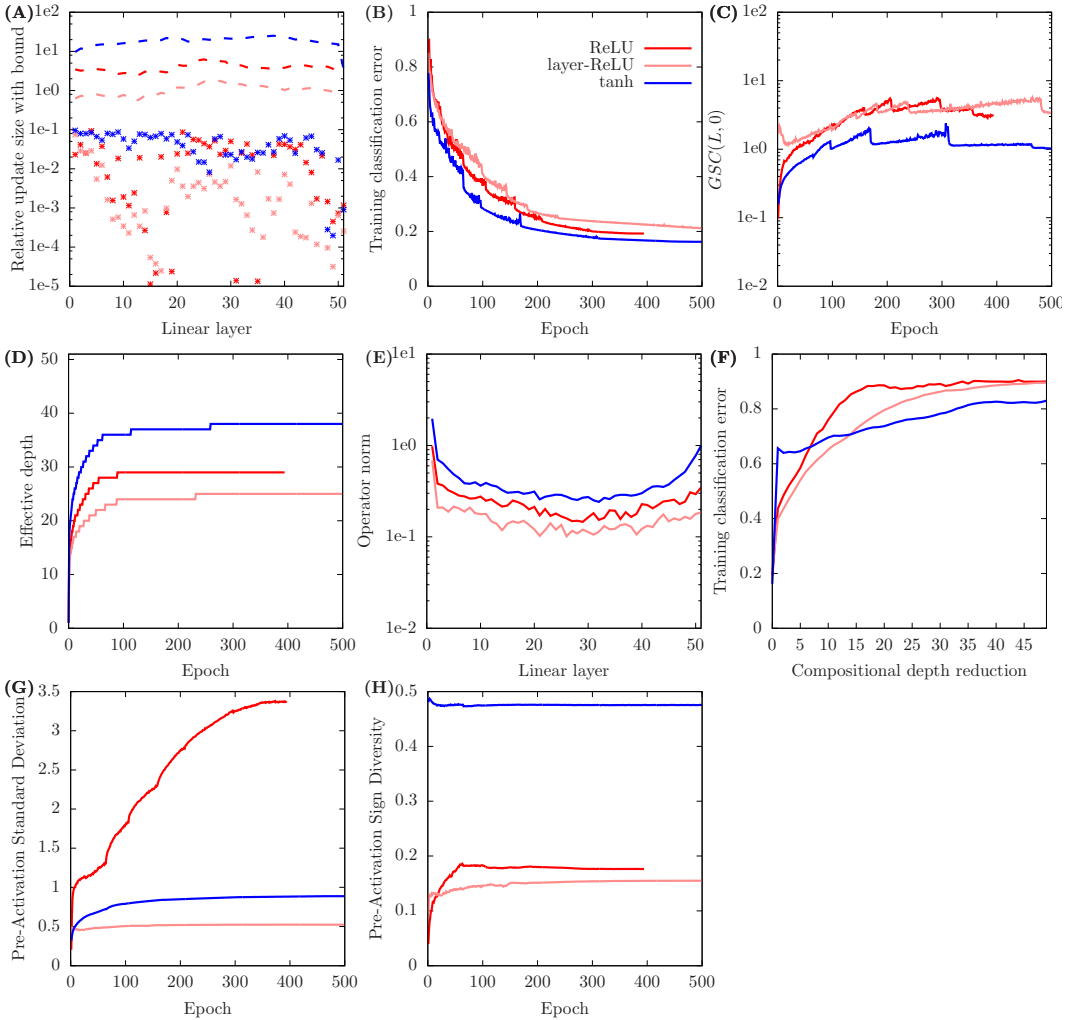 (A)
Relative update size with bound
1e2
1e1
1e0
1e-1
1e-2
1e-3
1e-4
1e-5
0 10 20 30 40 50
Linear layer
(B)
Training classification error
1
0.8
0.6
0.4
0.2
0
0 100 200 300 400 500
Epoch
ReLU
layer-ReLU
tanh
(C)
GSC(L, 0)
1e2
1e1
1e0
1e-1
1e-2
0 100 200 300 400 500
Epoch
(D)
Effective depth
50
40
30
20
10
0
0 100 200 300 400 500
Epoch
(E)
Operator norm
1e1
1e0
1e-1
1e-2
0 10 20 30 40 50
Linear layer
(F)
Training classification error
1
0.8
0.6
0.4
0.2
0
0 5 10 15 20 25 30 35 40 45
Compositional depth reduction
(G)
Pre-Activation Standard Deviation
3.5
3
2.5
2
1.5
1
0.5
0
0 100 200 300 400 500
Epoch
(H)
Pre-Activation Sign Diversity
0.5
0.4
0.3
0.2
0.1
0
0 100 200 300 400 500
Epoch